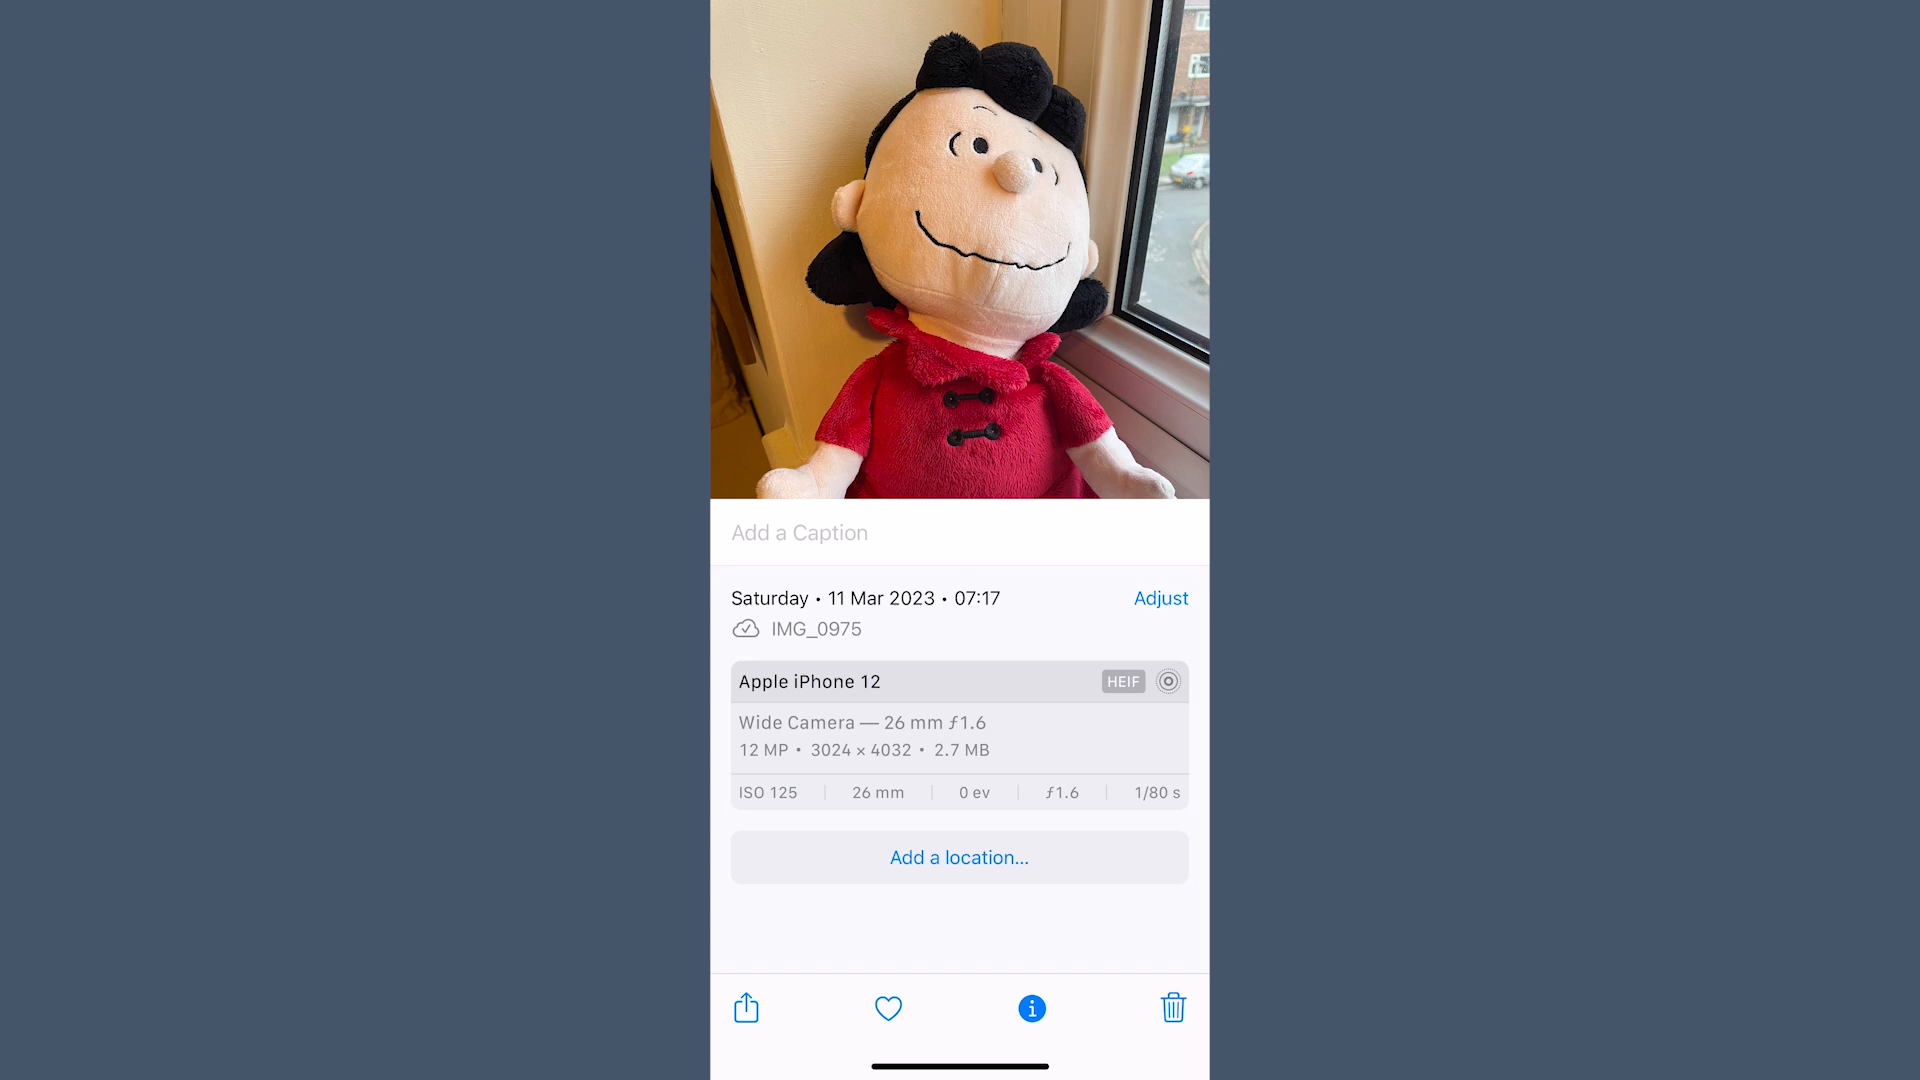 Add a Caption
Saturday • 11 Mar 2023 • 07:17
Adjust
IMG_0975
Apple iPhone 12
HEIF
Wide Camera — 26 mm ƒ1.6
12 MP • 3024 × 4032 • 2.7 MB
ISO 125 | 26 mm | 0 ev | ƒ1.6 | 1/80 s
Add a location...